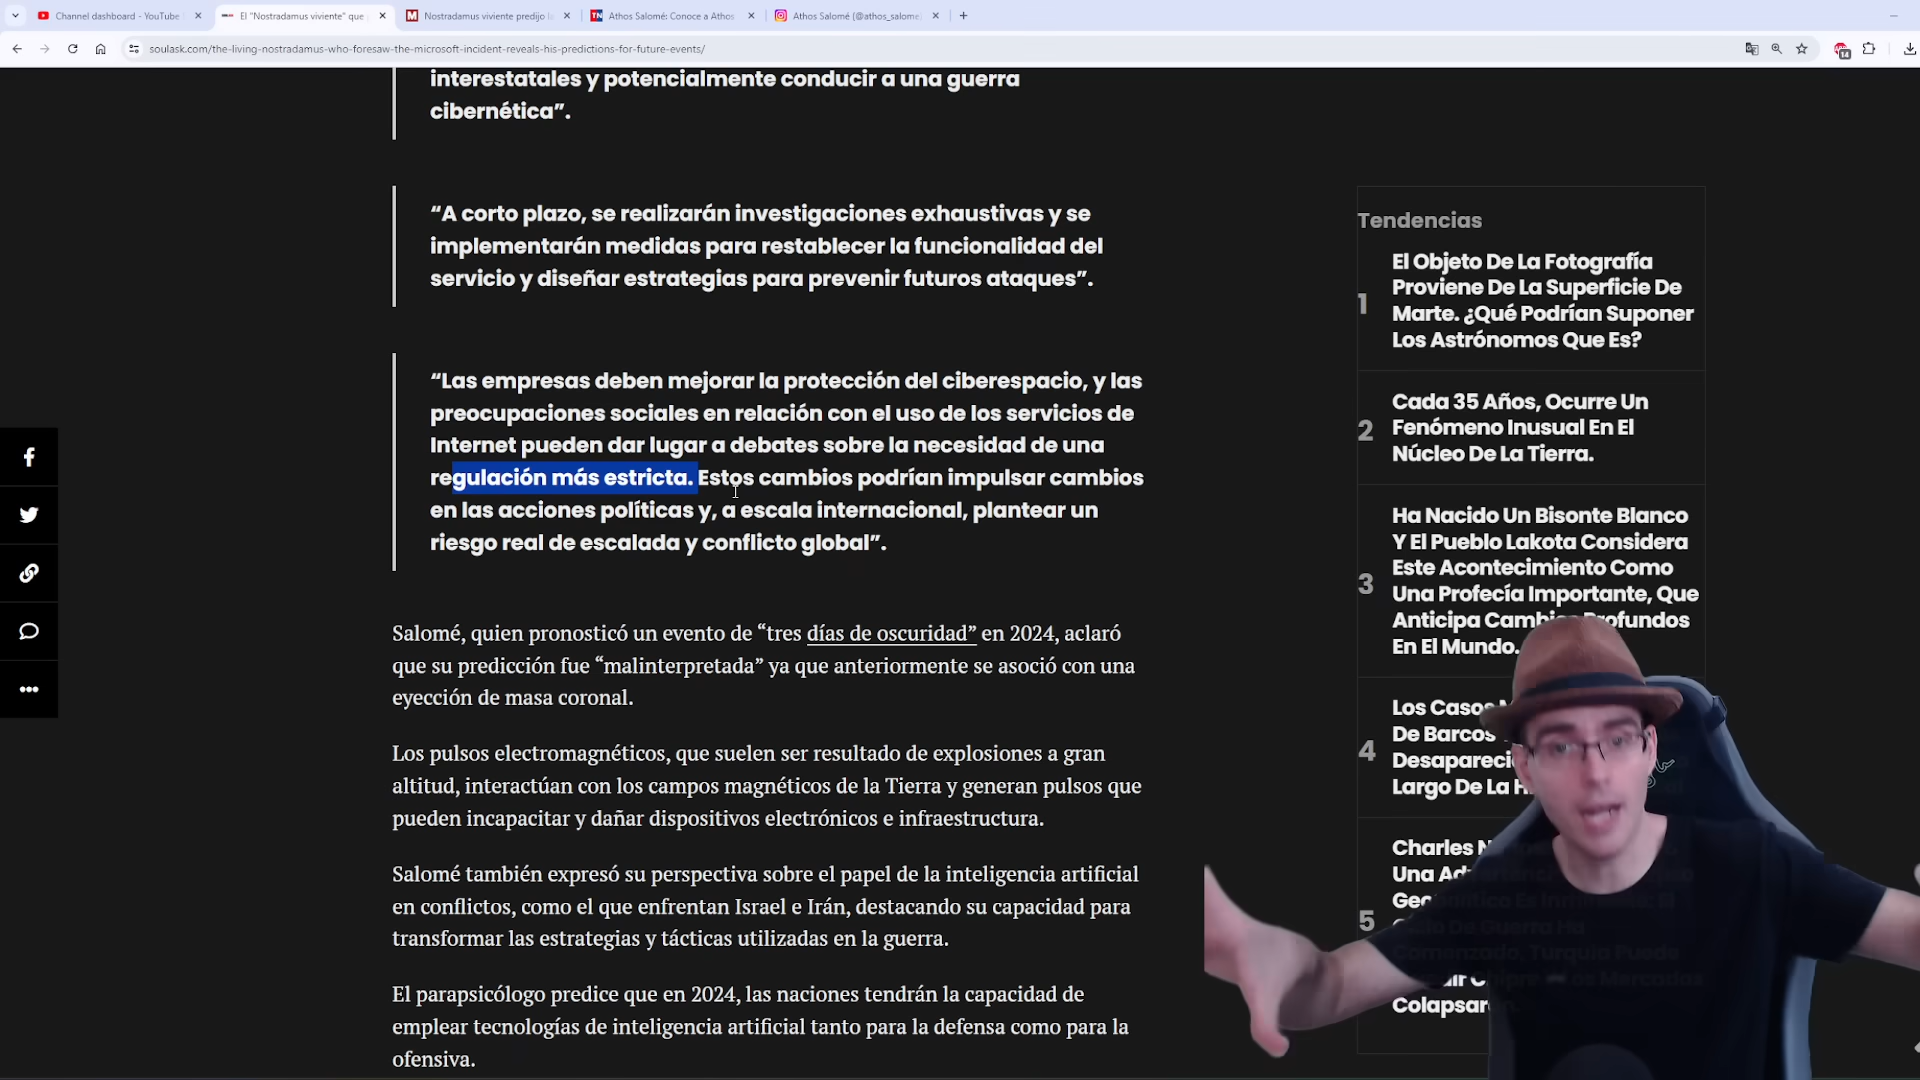 Channel dashboard - YouTube
El "Nostradamus viviente" que
Nostradamus viviente predijo la
Athos Salomé: Conoce a Athos
Athos Salomé (@athos_salome
soulask.com/the-living-nostradamus-who-foresaw-the-microsoft-incident-reveals-his-predictions-for-future-events/
14
interestatales y potencialmente conducir a una guerra
cibernética”.
“A corto plazo, se realizarán investigaciones exhaustivas y se
implementarán medidas para restablecer la funcionalidad del
servicio y diseñar estrategias para prevenir futuros ataques”.
“Las empresas deben mejorar la protección del ciberespacio, y las
preocupaciones sociales en relación con el uso de los servicios de
Internet pueden dar lugar a debates sobre la necesidad de una
regulación más estricta. Estos cambios podrían impulsar cambios
en las acciones políticas y, a escala internacional, plantear un
riesgo real de escalada y conflicto global”.
Salomé, quien pronosticó un evento de “tres días de oscuridad” en 2024, aclaró
que su predicción fue “malinterpretada” ya que anteriormente se asoció con una
eyección de masa coronal.
Los pulsos electromagnéticos, que suelen ser resultado de explosiones a gran
altitud, interactúan con los campos magnéticos de la Tierra y generan pulsos que
pueden incapacitar y dañar dispositivos electrónicos e infraestructura.
Salomé también expresó su perspectiva sobre el papel de la inteligencia artificial
en conflictos, como el que enfrentan Israel e Irán, destacando su capacidad para
transformar las estrategias y tácticas utilizadas en la guerra.
El parapsicólogo predice que en 2024, las naciones tendrán la capacidad de
emplear tecnologías de inteligencia artificial tanto para la defensa como para la
ofensiva.
Tendencias
1
El Objeto De La Fotografía
Proviene De La Superficie De
Marte. ¿Qué Podrían Suponer
Los Astrónomos Que Es?
2
Cada 35 Años, Ocurre Un
Fenómeno Inusual En El
Núcleo De La Tierra.
3
Ha Nacido Un Bisonte Blanco
Y El Pueblo Lakota Considera
Este Acontecimiento Como
Una Profecía Importante, Que
Anticipa Cambios Profundos
En El Mundo.
4
Los Casos
De Barcos
Largo De La
5
Charles
Una
Comenzado, Turquía Puede
Los Mercados